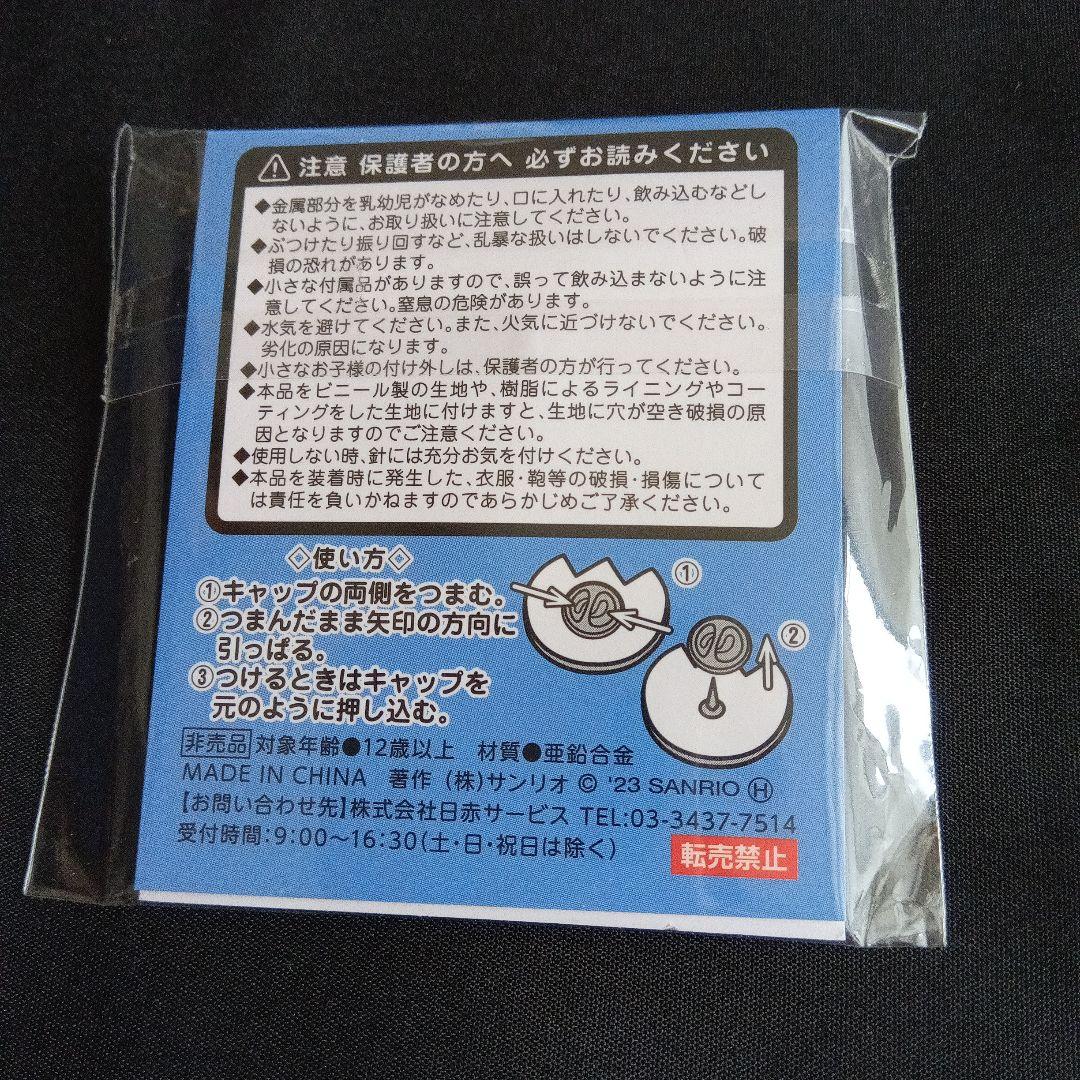 ⚠ 注意 保護者の方へ 必ずお読みください
◆金属部分を乳幼児がなめたり、口に入れたり、飲み込むなどし
ないように、お取り扱いに注意してください。
◆ぶつけたり振り回すなど、乱暴な扱いはしないでください。破
損の恐れがあります。
◆小さな付属品がありますので、誤って飲み込まないように注
意してください。窒息の危険があります。
◆水気を避けてください。また、火気に近づけないでください。
劣化の原因になります。
◆小さなお子様の付け外しは、保護者の方が行ってください。
◆本品をビニール製の生地や、樹脂によるライニングやコー
ティングをした生地に付けますと、生地に穴が空き破損の原
因となりますのでご注意ください。
◆使用しない時、針には充分お気を付けください。
◆本品を装着時に発生した、衣服・鞄等の破損・損傷について
は責任を負いかねますのであらかじめご了承ください。
◇使い方◇
①キャップの両側をつまむ。
②つまんだまま矢印の方向に
引っぱる。
③つけるときはキャップを
元のように押し込む。
①
②
非売品 対象年齢●12歳以上 材質●亜鉛合金
MADE IN CHINA 著作 (株)サンリオ © '23 SANRIO Ⓗ
【お問い合わせ先】株式会社日赤サービス TEL:03-3437-7514
受付時間:9:00〜16:30(土・日・祝日は除く)
転売禁止